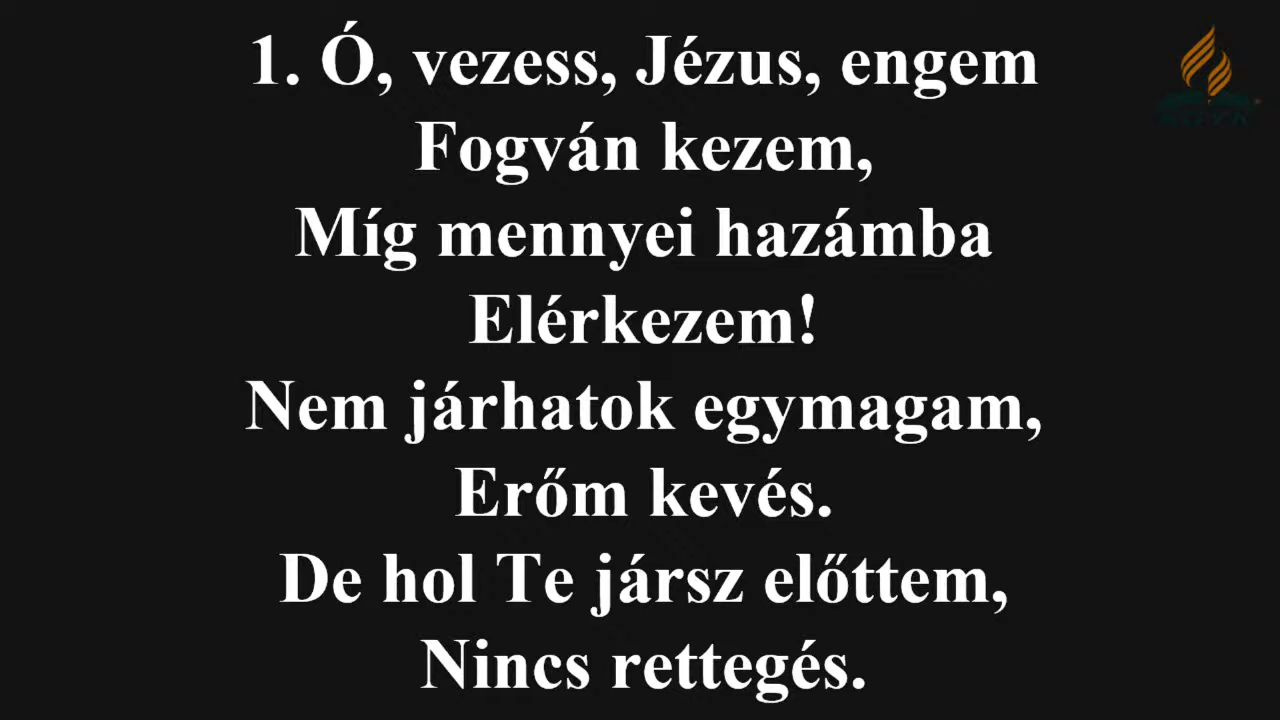 1. Ó, vezess, Jézus, engem
Fogván kezem,
Míg mennyei hazámba
Elérkezem!
Nem járhatok egymagam,
Erőm kevés.
De hol Te jársz előttem,
Nincs rettegés.